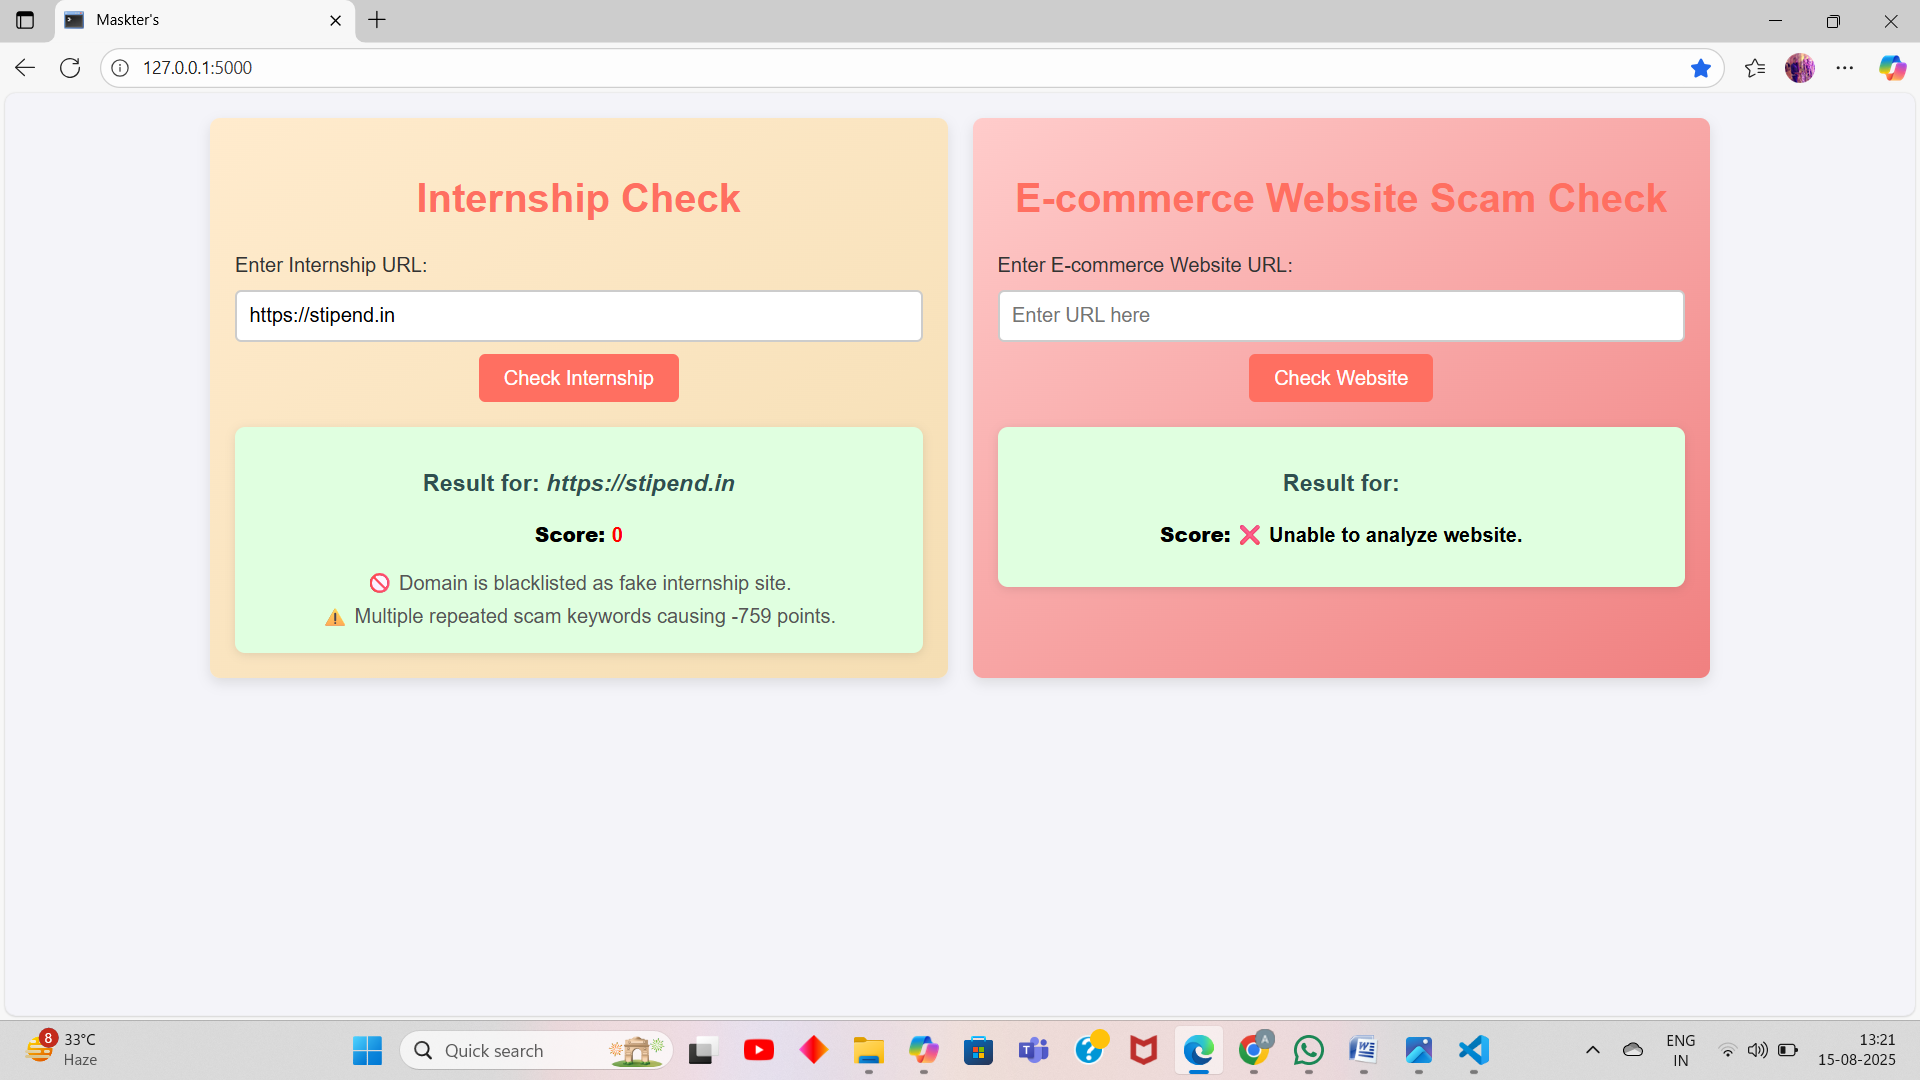 Maskter's
127.0.0.1:5000
Internship Check
Enter Internship URL:
https://stipend.in
Check Internship
Result for: https://stipend.in
Score: 0
🚫 Domain is blacklisted as fake internship site.
⚠️ Multiple repeated scam keywords causing -759 points.
E-commerce Website Scam Check
Enter E-commerce Website URL:
Enter URL here
Check Website
Result for:
Score: ❌ Unable to analyze website.
8
33°C
Haze
Quick search
A
ENG
IN
13:21
15-08-2025